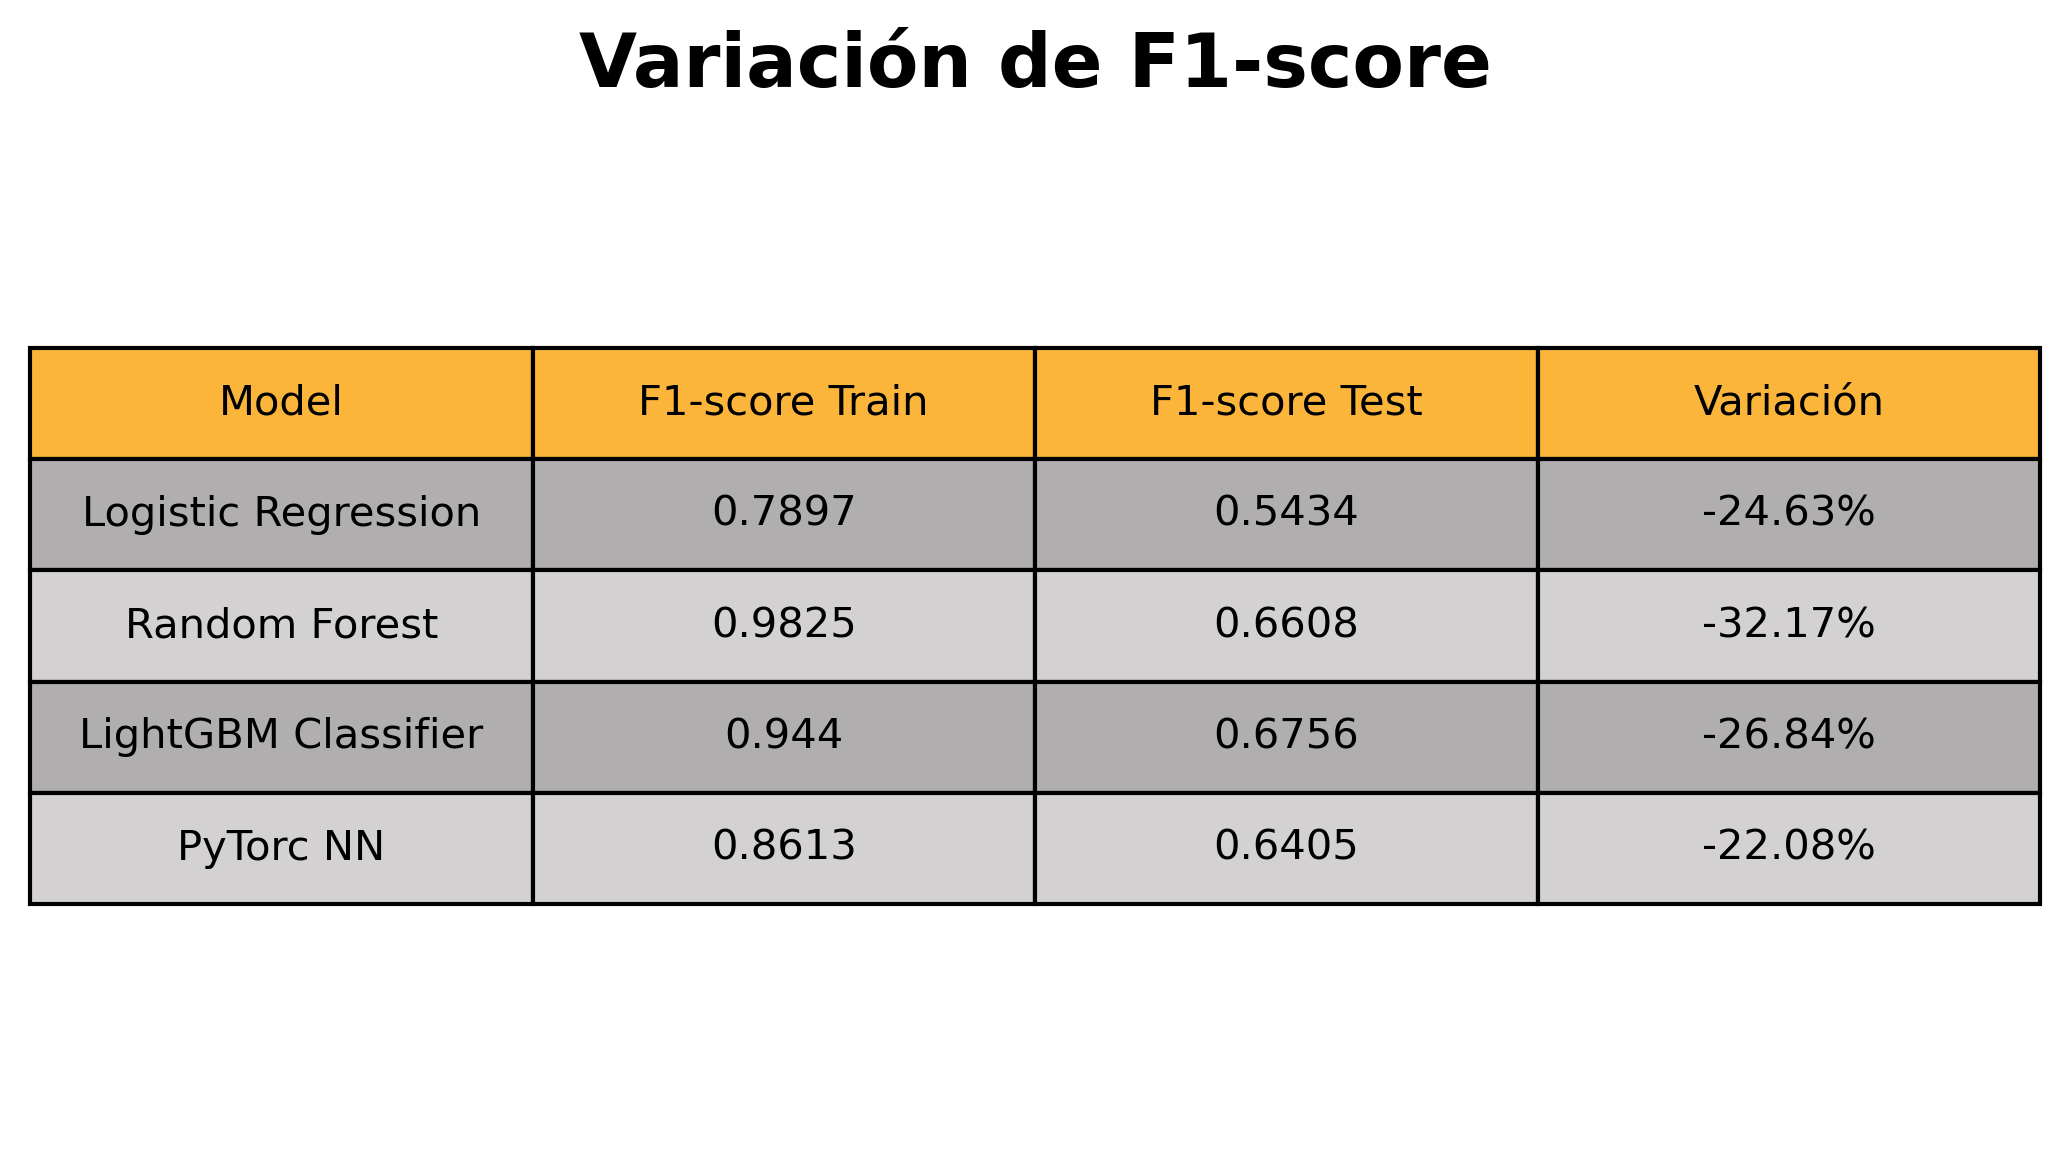 Variación de F1-score
Model F1-score Train F1-score Test Variación
Logistic Regression 0.7897 0.5434 -24.63%
Random Forest 0.9825 0.6608 -32.17%
LightGBM Classifier 0.944 0.6756 -26.84%
PyTorc NN 0.8613 0.6405 -22.08%